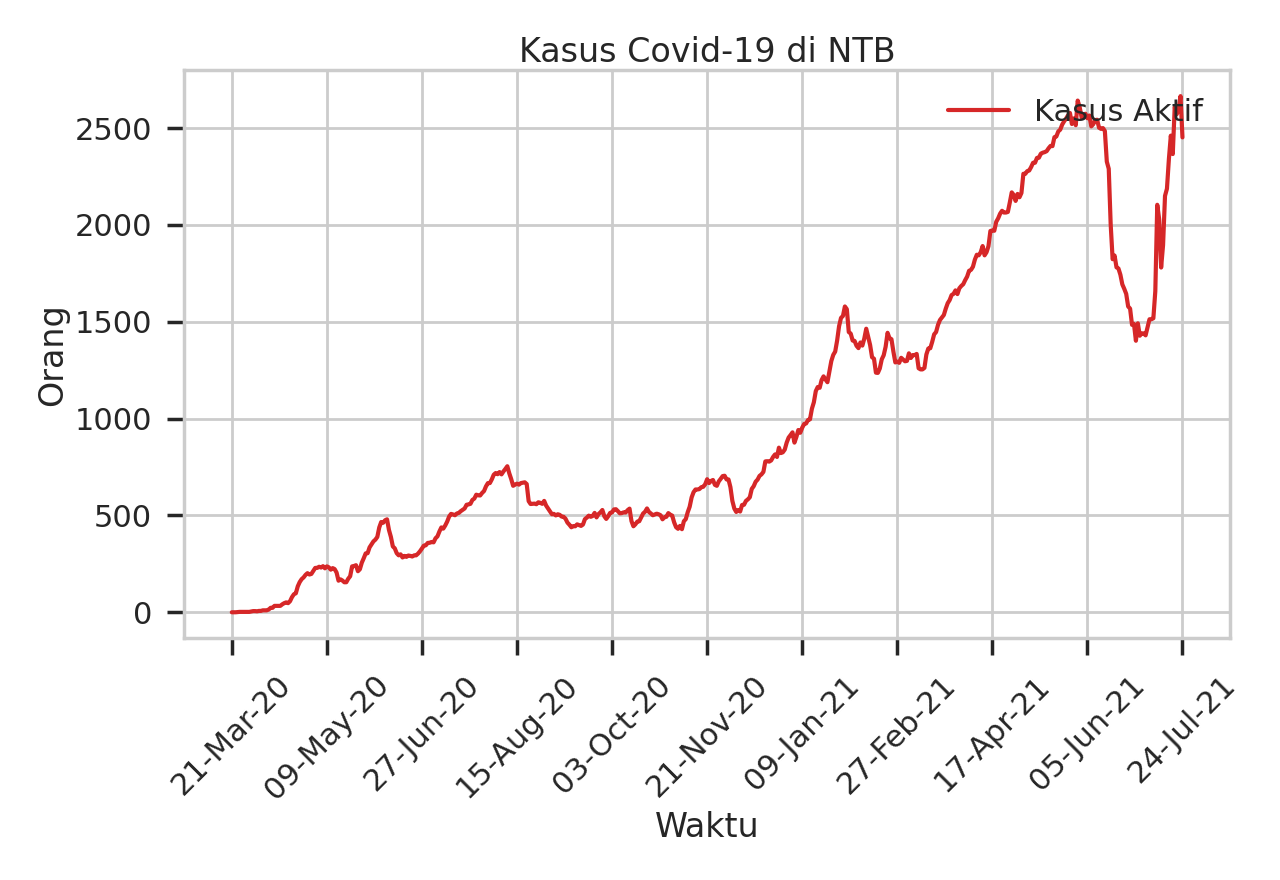 Kasus Covid-19 di NTB
Kasus Aktif
Orang
2500
2000
1500
1000
500
0
21-Mar-20
09-May-20
27-Jun-20
15-Aug-20
03-Oct-20
21-Nov-20
09-Jan-21
27-Feb-21
17-Apr-21
05-Jun-21
24-Jul-21
Waktu